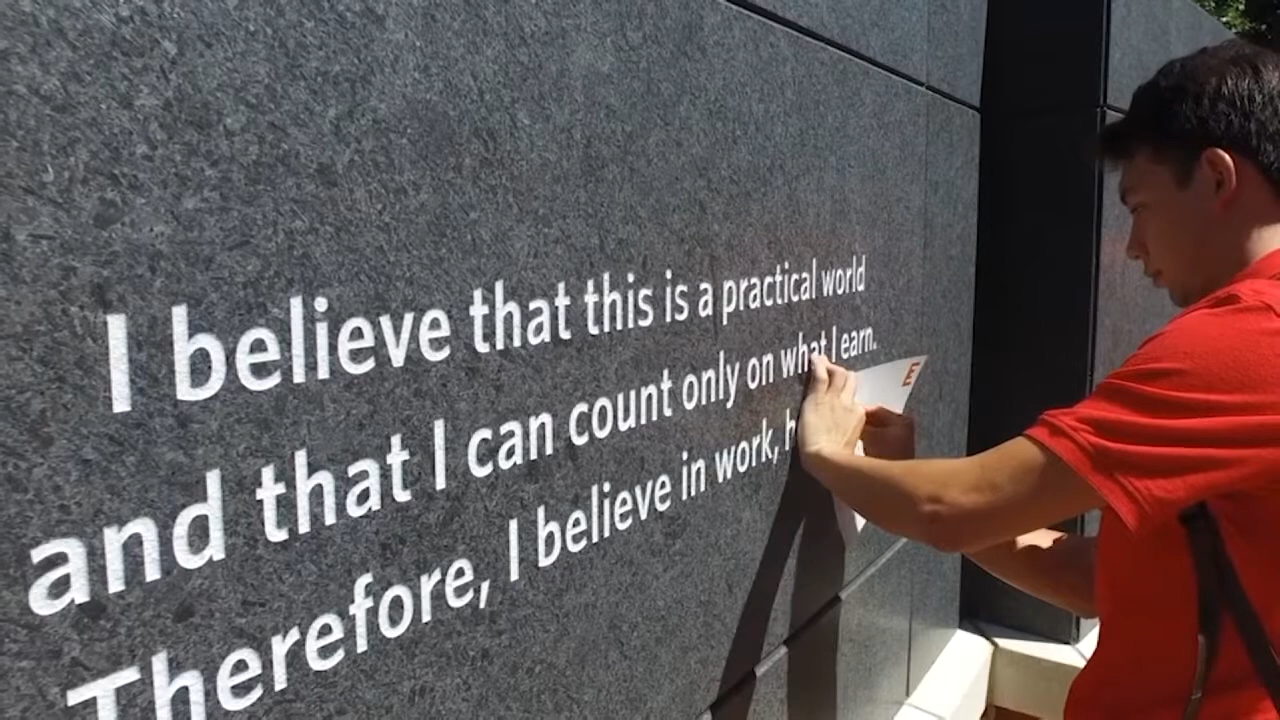 I believe that this is a practical world
and that I can count only on what I earn.
Therefore, I believe in work,
E